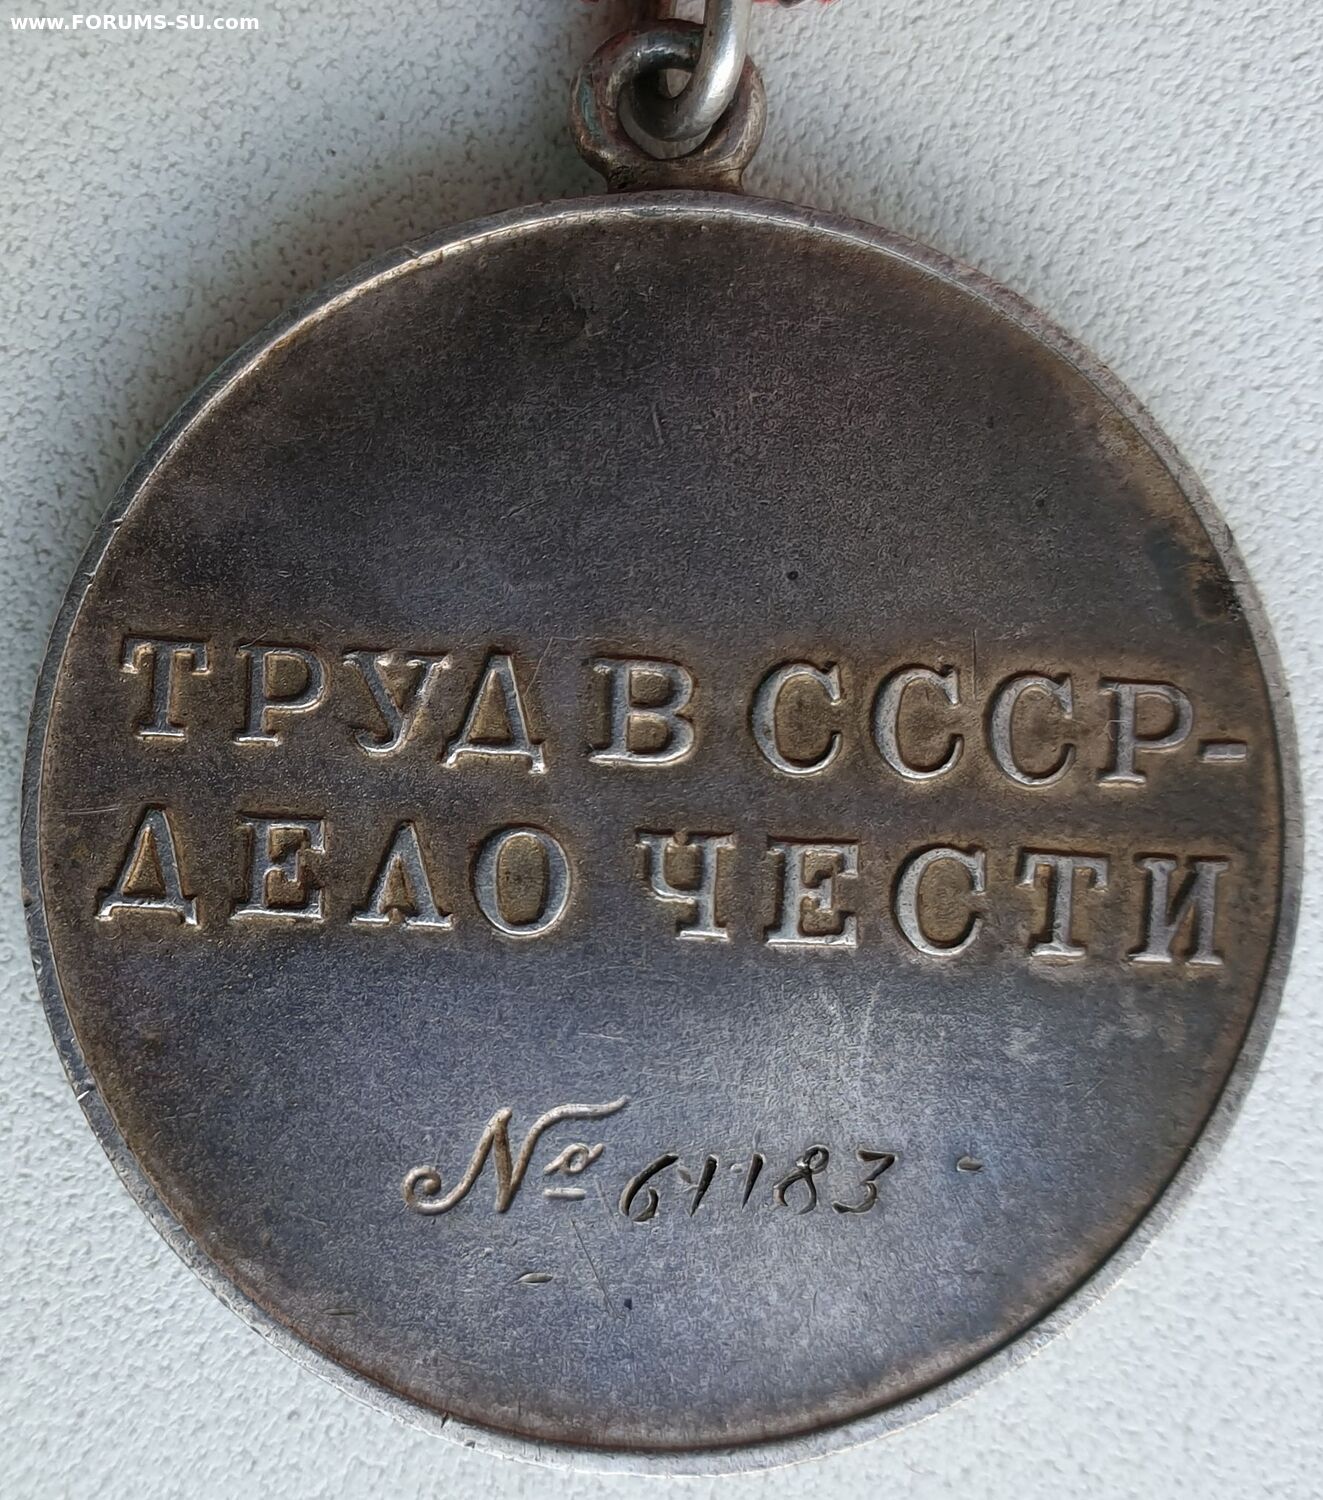 www.FORUMS-SU.com
ТРУД В СССР-
ДЕЛО ЧЕСТИ
№ 61183